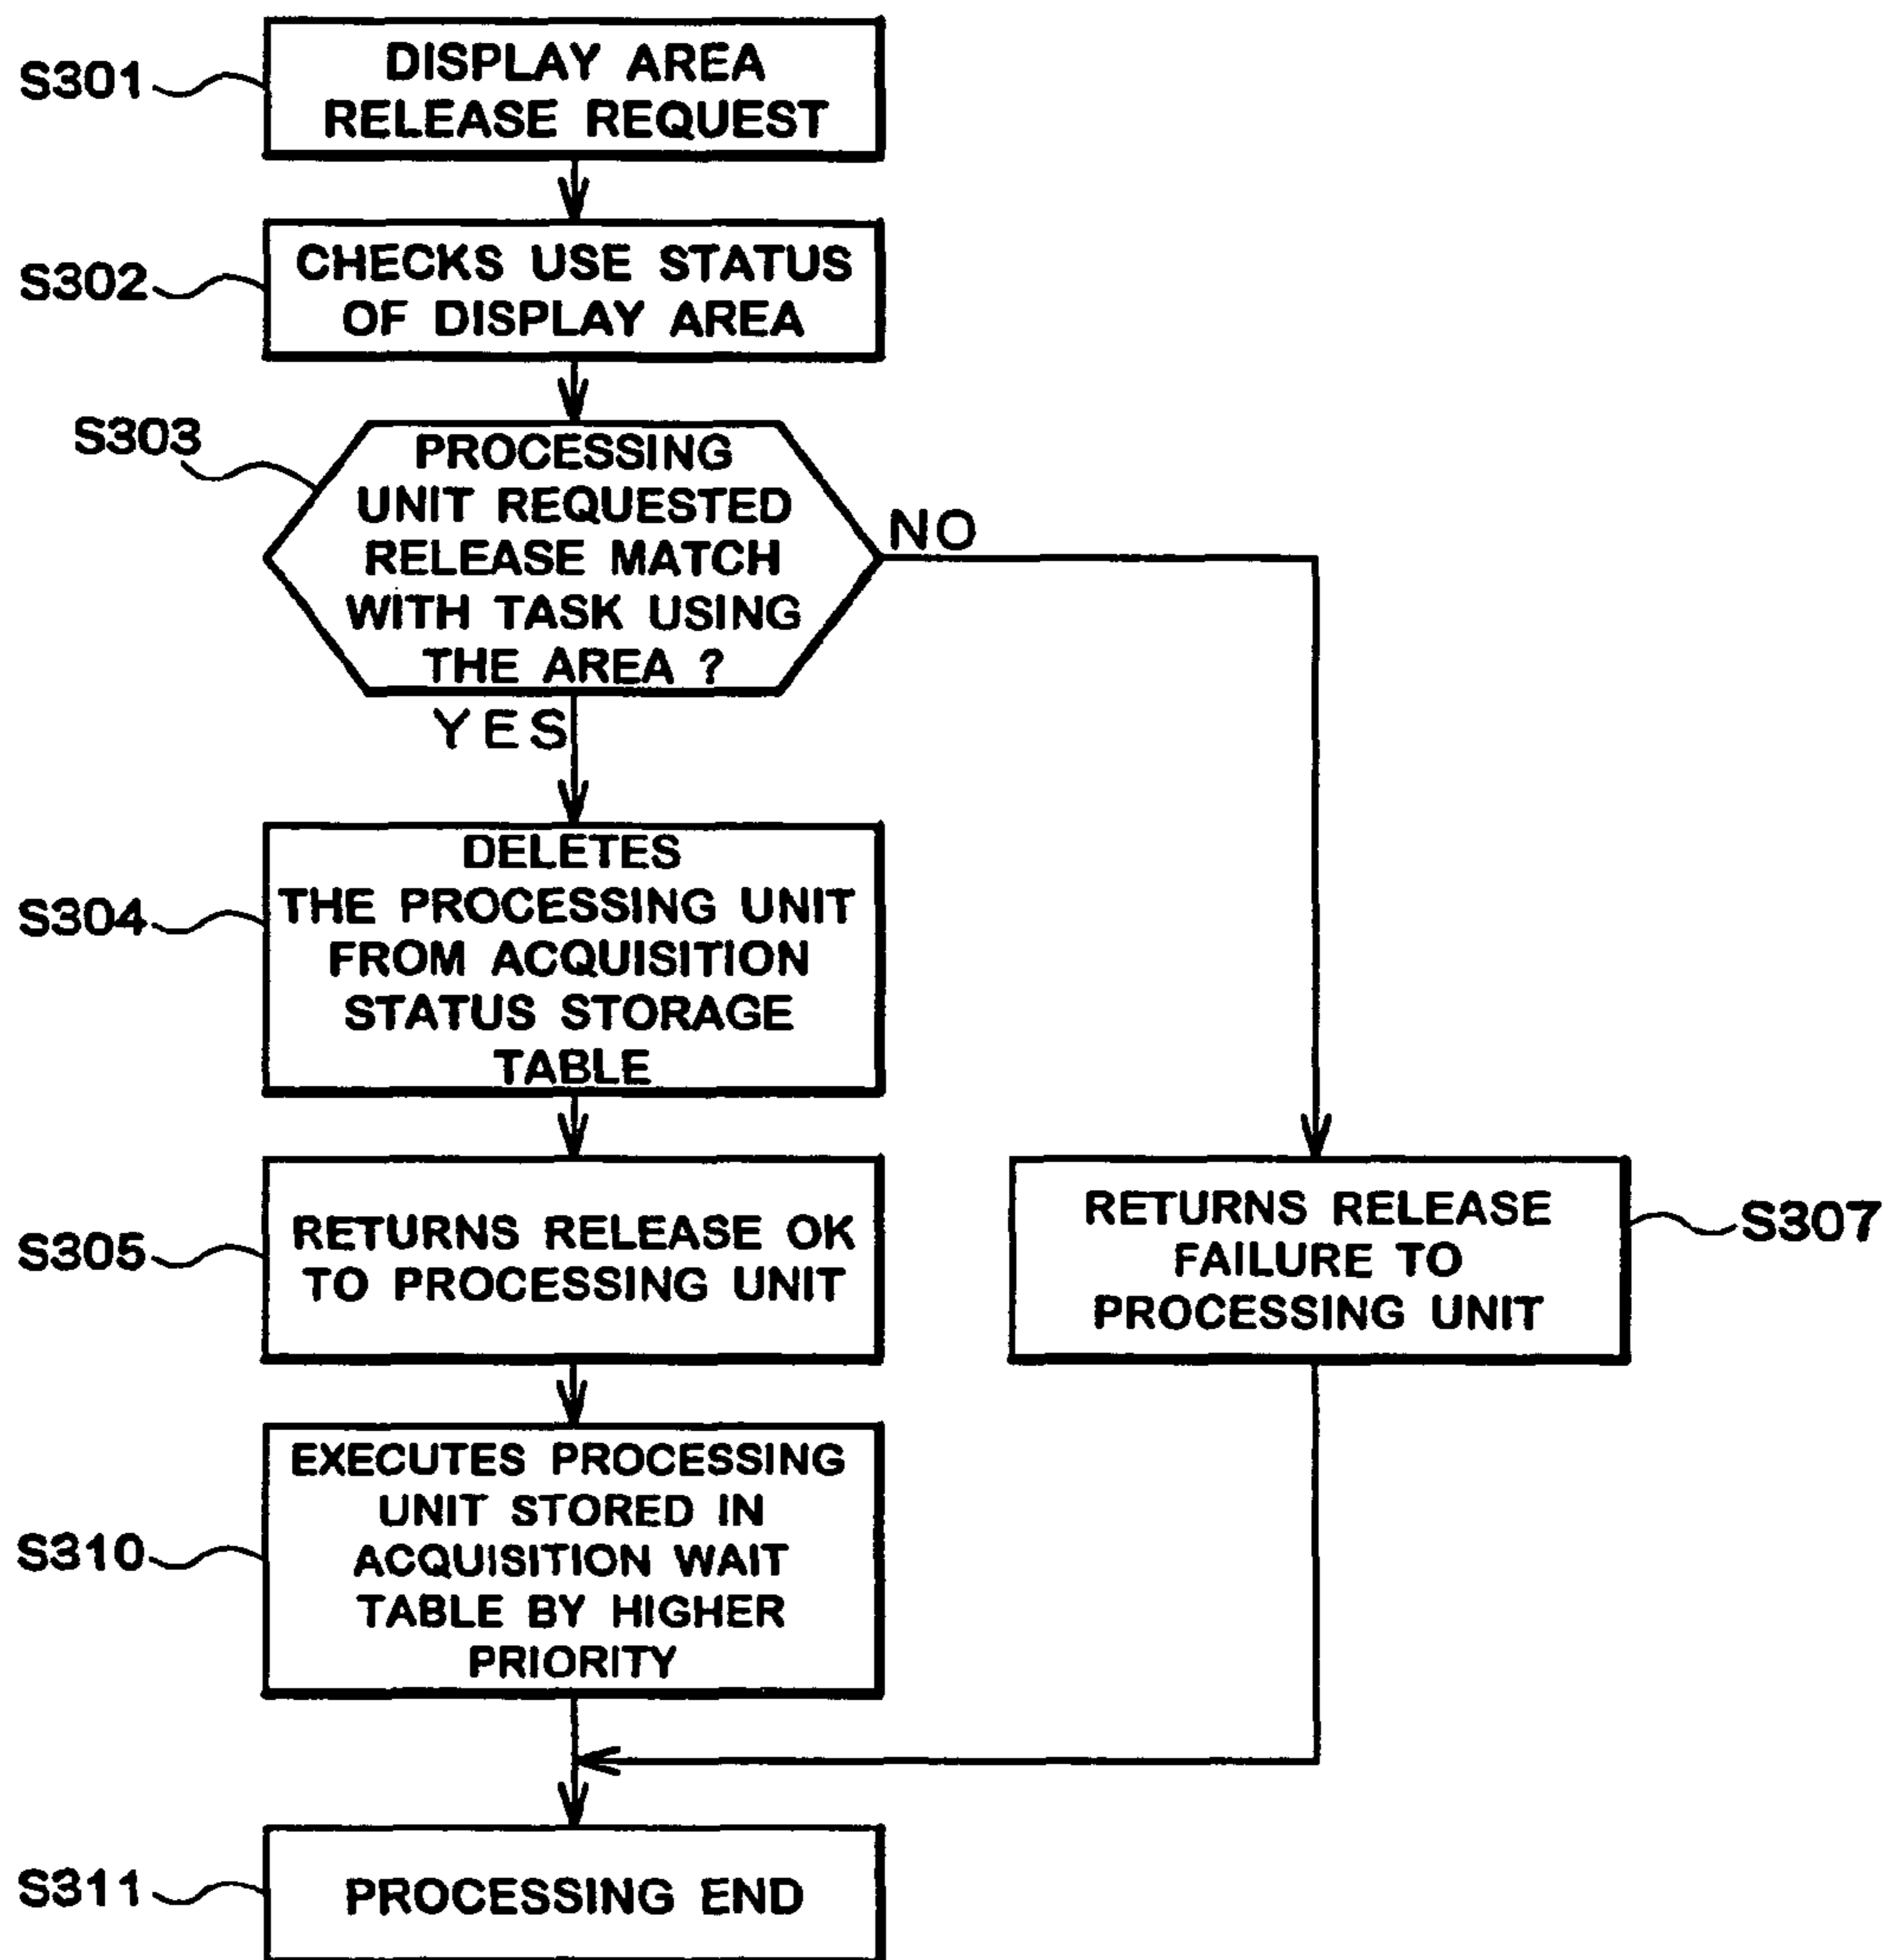 S301
DISPLAY AREA
RELEASE REQUEST
S302
CHECKS USE STATUS
OF DISPLAY AREA
S303
PROCESSING
UNIT REQUESTED
RELEASE MATCH
WITH TASK USING
THE AREA ?
NO
YES
S304
DELETES
THE PROCESSING UNIT
FROM ACQUISITION
STATUS STORAGE
TABLE
S305
RETURNS RELEASE OK
TO PROCESSING UNIT
RETURNS RELEASE
FAILURE TO
PROCESSING UNIT
S307
S310
EXECUTES PROCESSING
UNIT STORED IN
ACQUISITION WAIT
TABLE BY HIGHER
PRIORITY
S311
PROCESSING END